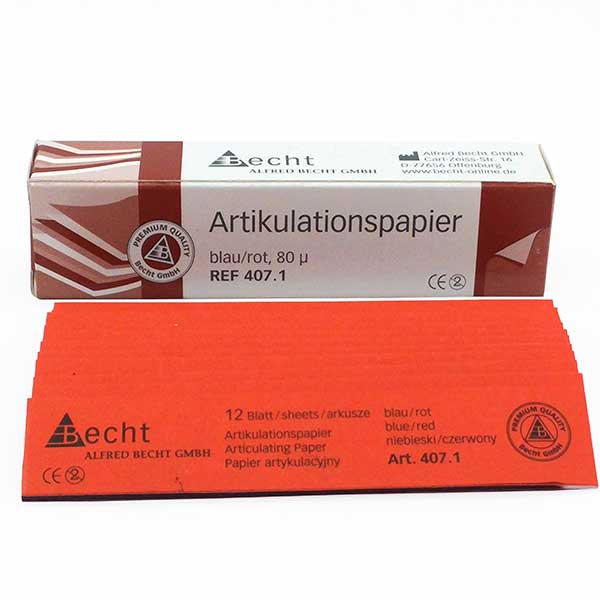 Becht
ALFRED BECHT GMBH
Alfred Becht GmbH
Carl-Zeiss-Str. 16
D-77656 Offenburg
www.becht-online.de
PREMIUM QUALITY
B
Becht GmbH
Artikulationspapier
blau/rot, 80 µ
REF 407.1
CE 2
Becht
ALFRED BECHT GMBH
CE 2
12 Blatt/sheets/arkusze
Artikulationspapier
Articulating Paper
Papier artykulacyjny
blau/rot
blue/red
niebieski/czerwony
Art. 407.1
PREMIUM QUALITY
B
Becht GmbH